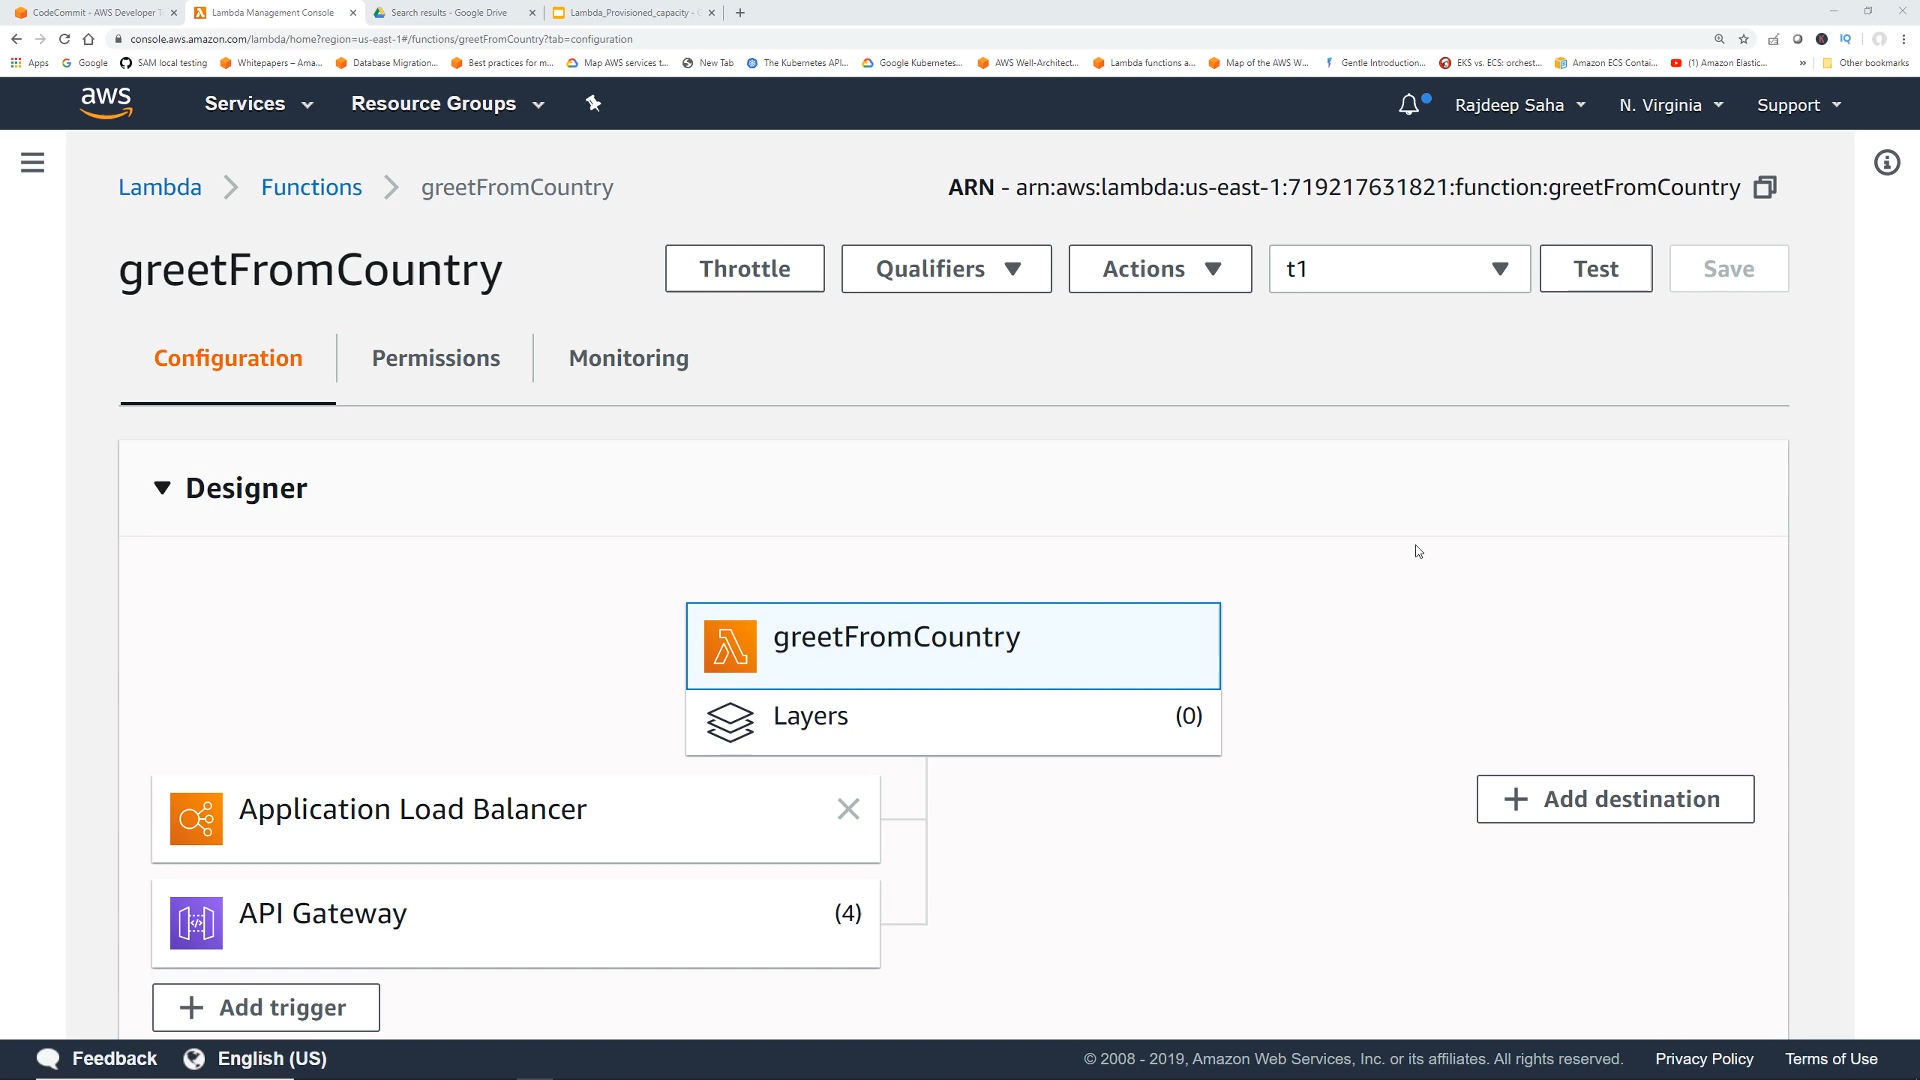 CodeCommit - AWS Developer T
Lambda Management Console
Search results - Google Drive
Lambda_Provisioned_capacity -
console.aws.amazon.com/lambda/home?region=us-east-1#/functions/greetFromCountry?tab=configuration
Apps
Google
SAM local testing
Whitepapers – Ama...
Database Migration...
Best practices for m...
Map AWS services t...
New Tab
The Kubernetes API...
Google Kubernetes...
AWS Well-Architect...
Lambda functions a...
Map of the AWS W...
Gentle Introduction...
EKS vs. ECS: orchest...
Amazon ECS Contai...
(1) Amazon Elastic...
»
Other bookmarks
aws
Services
Resource Groups
Rajdeep Saha
N. Virginia
Support
Lambda
Functions
greetFromCountry
ARN - arn:aws:lambda:us-east-1:719217631821:function:greetFromCountry
greetFromCountry
Throttle
Qualifiers
Actions
t1
Test
Save
Configuration
Permissions
Monitoring
Designer
greetFromCountry
Layers
(0)
Application Load Balancer
Add destination
API Gateway
(4)
Add trigger
Feedback
English (US)
© 2008 - 2019, Amazon Web Services, Inc. or its affiliates. All rights reserved.
Privacy Policy
Terms of Use